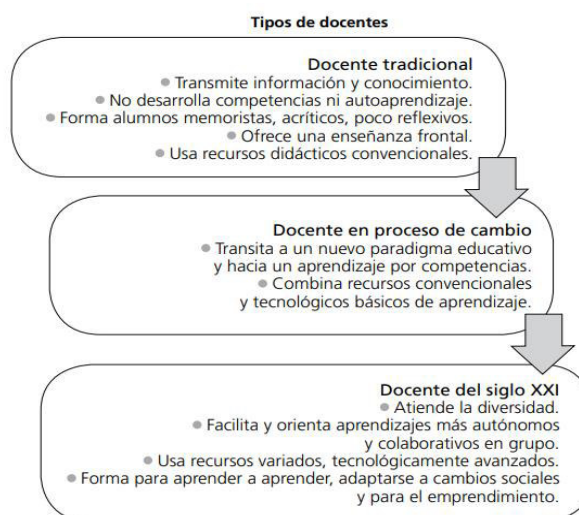 Tipos de docentes
Docente tradicional
● Transmite información y conocimiento.
● No desarrolla competencias ni autoaprendizaje.
● Forma alumnos memoristas, acríticos, poco reflexivos.
● Ofrece una enseñanza frontal.
● Usa recursos didácticos convencionales.
Docente en proceso de cambio
● Transita a un nuevo paradigma educativo
y hacia un aprendizaje por competencias.
● Combina recursos convencionales
y tecnológicos básicos de aprendizaje.
Docente del siglo XXI
● Atiende la diversidad.
● Facilita y orienta aprendizajes más autónomos
y colaborativos en grupo.
● Usa recursos variados, tecnológicamente avanzados.
● Forma para aprender a aprender, adaptarse a cambios sociales
y para el emprendimiento.